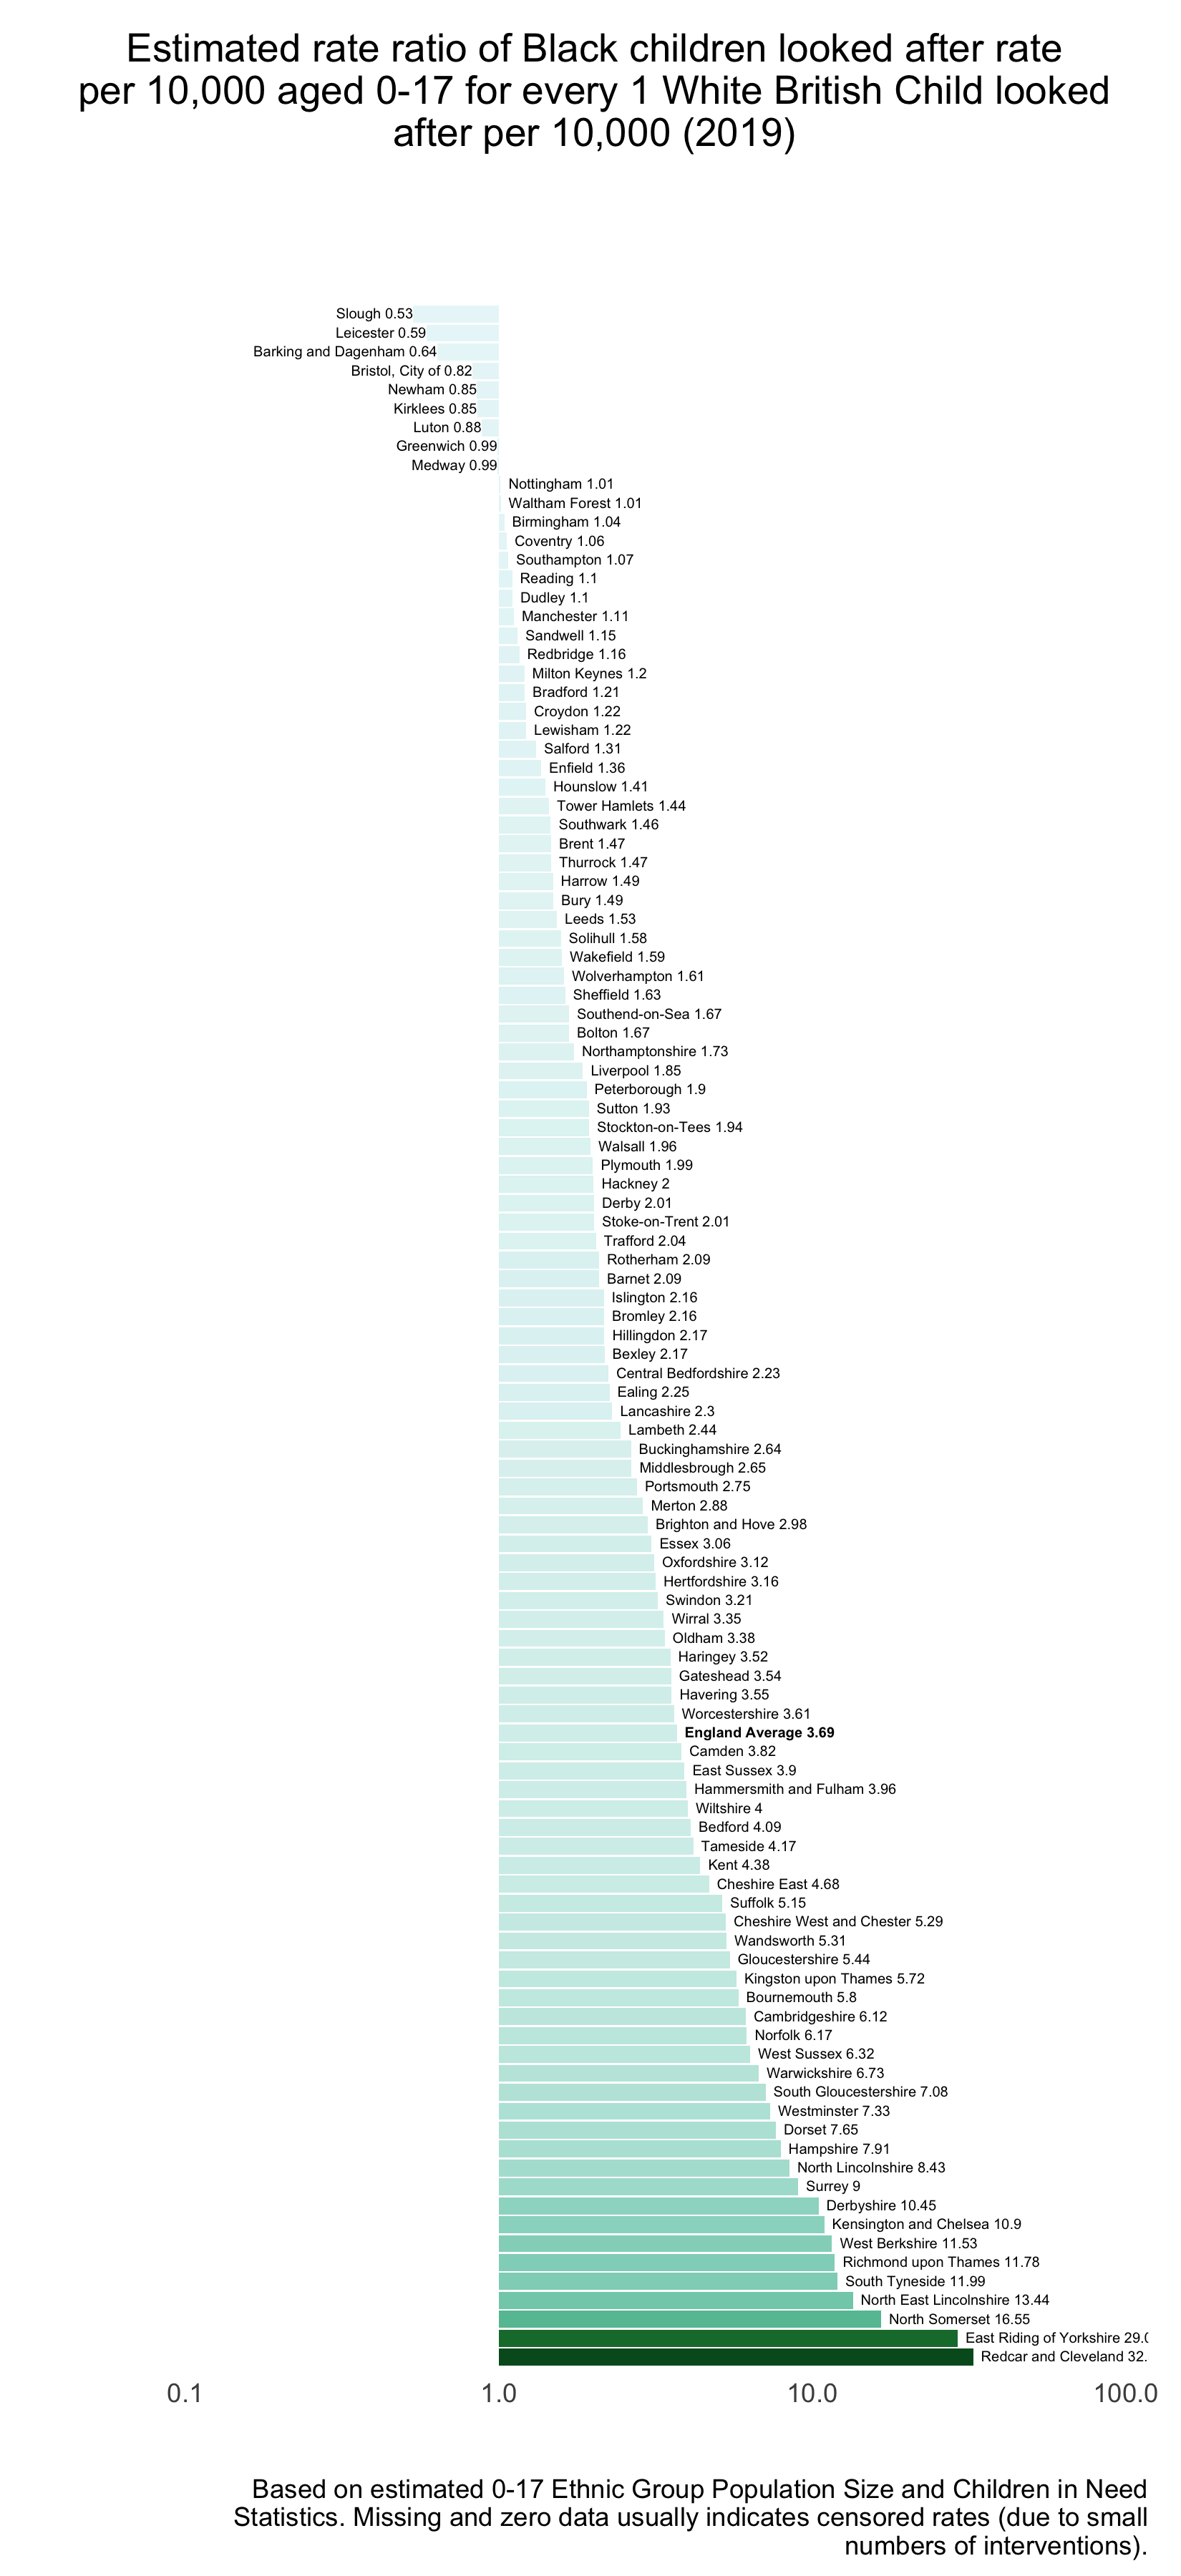 Estimated rate ratio of Black children looked after rate
per 10,000 aged 0-17 for every 1 White British Child looked
after per 10,000 (2019)
Slough 0.53
Leicester 0.59
Barking and Dagenham 0.64
Bristol, City of 0.82
Newham 0.85
Kirklees 0.85
Luton 0.88
Greenwich 0.99
Medway 0.99
Nottingham 1.01
Waltham Forest 1.01
Birmingham 1.04
Coventry 1.06
Southampton 1.07
Reading 1.1
Dudley 1.1
Manchester 1.11
Sandwell 1.15
Redbridge 1.16
Milton Keynes 1.2
Bradford 1.21
Croydon 1.22
Lewisham 1.22
Salford 1.31
Enfield 1.36
Hounslow 1.41
Tower Hamlets 1.44
Southwark 1.46
Brent 1.47
Thurrock 1.47
Harrow 1.49
Bury 1.49
Leeds 1.53
Solihull 1.58
Wakefield 1.59
Wolverhampton 1.61
Sheffield 1.63
Southend-on-Sea 1.67
Bolton 1.67
Northamptonshire 1.73
Liverpool 1.85
Peterborough 1.9
Sutton 1.93
Stockton-on-Tees 1.94
Walsall 1.96
Plymouth 1.99
Hackney 2
Derby 2.01
Stoke-on-Trent 2.01
Trafford 2.04
Rotherham 2.09
Barnet 2.09
Islington 2.16
Bromley 2.16
Hillingdon 2.17
Bexley 2.17
Central Bedfordshire 2.23
Ealing 2.25
Lancashire 2.3
Lambeth 2.44
Buckinghamshire 2.64
Middlesbrough 2.65
Portsmouth 2.75
Merton 2.88
Brighton and Hove 2.98
Essex 3.06
Oxfordshire 3.12
Hertfordshire 3.16
Swindon 3.21
Wirral 3.35
Oldham 3.38
Haringey 3.52
Gateshead 3.54
Havering 3.55
Worcestershire 3.61
England Average 3.69
Camden 3.82
East Sussex 3.9
Hammersmith and Fulham 3.96
Wiltshire 4
Bedford 4.09
Tameside 4.17
Kent 4.38
Cheshire East 4.68
Suffolk 5.15
Cheshire West and Chester 5.29
Wandsworth 5.31
Gloucestershire 5.44
Kingston upon Thames 5.72
Bournemouth 5.8
Cambridgeshire 6.12
Norfolk 6.17
West Sussex 6.32
Warwickshire 6.73
South Gloucestershire 7.08
Westminster 7.33
Dorset 7.65
Hampshire 7.91
North Lincolnshire 8.43
Surrey 9
Derbyshire 10.45
Kensington and Chelsea 10.9
West Berkshire 11.53
Richmond upon Thames 11.78
South Tyneside 11.99
North East Lincolnshire 13.44
North Somerset 16.55
East Riding of Yorkshire
Redcar and Cleveland 32.
0.1 1.0 10.0 100.0
Based on estimated 0-17 Ethnic Group Population Size and Children in Need
Statistics. Missing and zero data usually indicates censored rates (due to small
numbers of interventions).